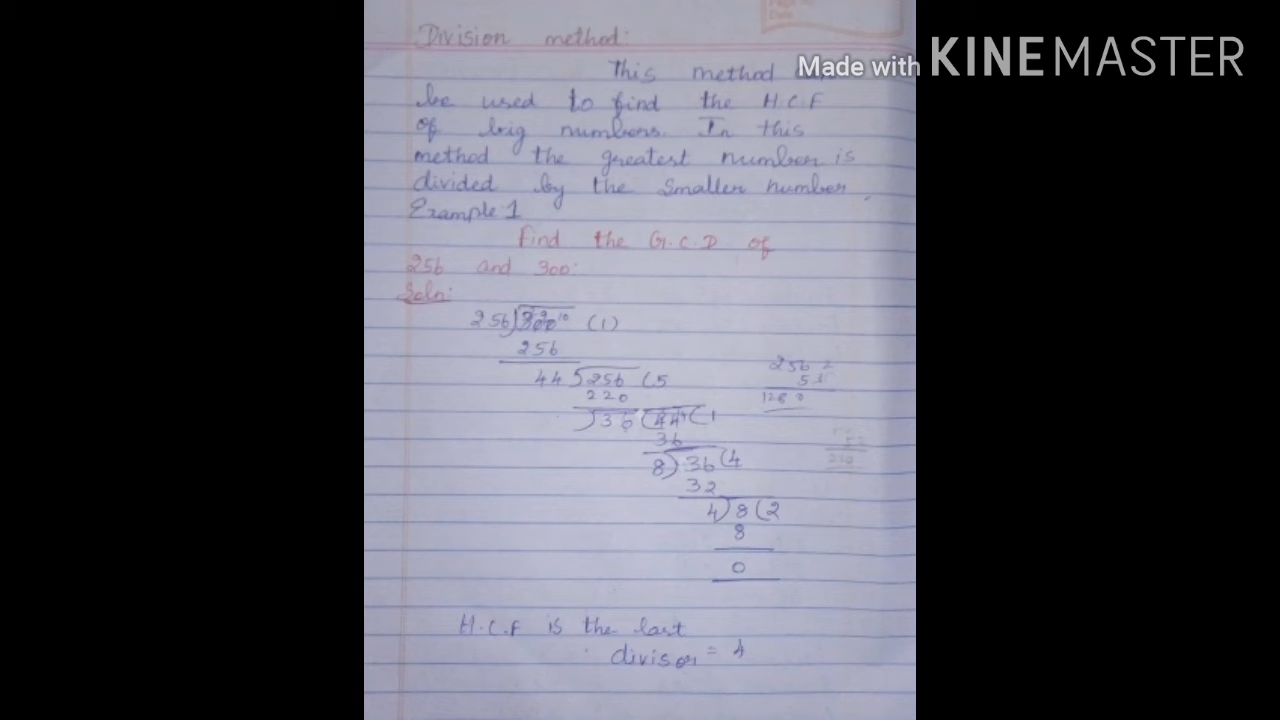 Division method:
This method
be used to find the H.C.F
of big numbers. In this
method the greatest number is
divided by the smaller number.
Example 1
Find the G.C.D of
256 and 300:
Soln:
256)300 (1)
256
44)256(5
220
)36(44(1
36
8)36(4
32
4)8(2
8
0
256
5
1280
H.C.F is the last
divisor = 4
Made with KINEMASTER